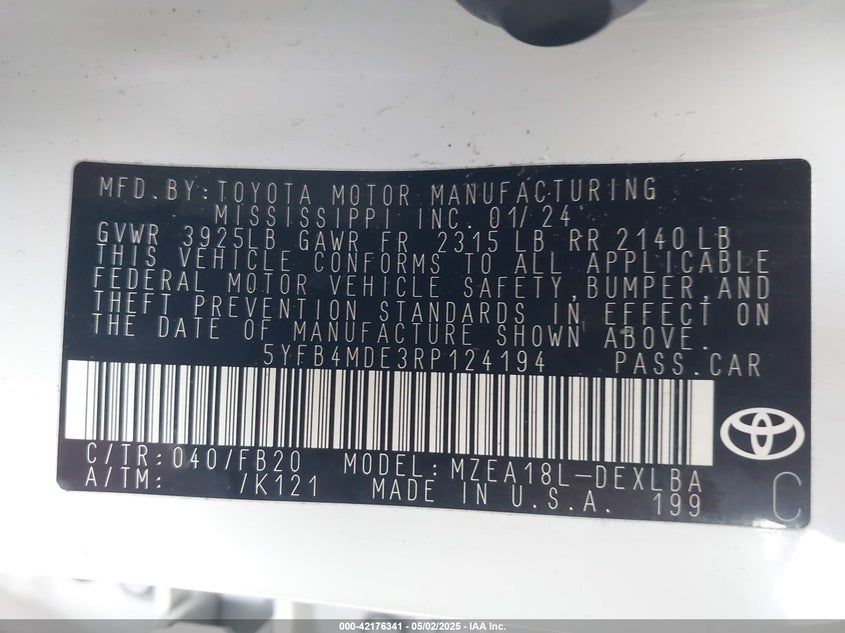 MFD.BY:TOYOTA MOTOR MANUFACTURING
MISSISSIPPI INC. 01/24
GVWR 3925LB GAWR FR 2315LB RR 2140LB
THIS VEHICLE CONFORMS TO ALL APPLICABLE
FEDERAL MOTOR VEHICLE SAFETY,BUMPER,AND
THEFT PREVENTION STANDARDS IN EFFECT ON
THE DATE OF MANUFACTURE SHOWN ABOVE.
5YFB4MDE3RP124194 PASS.CAR
C/TR:040/FB20 MODEL:MZEA18L-DEXLBA
A/TM: /K121 MADE IN U.S.A. 199
C
000-42176341 - 05/02/2025 - IAA Inc.